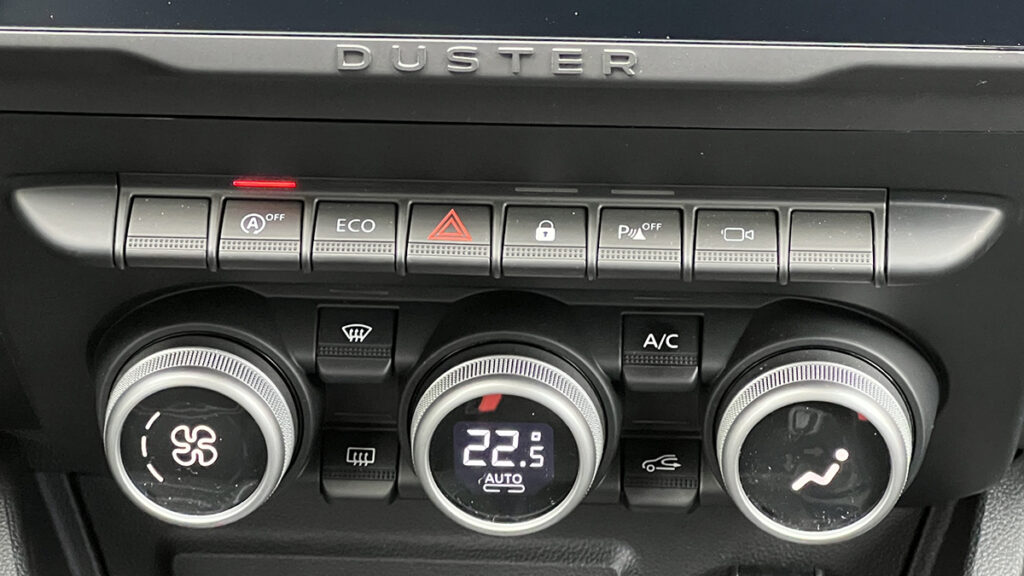 DUSTER
A OFF
ECO
P OFF
A/C
22.5
AUTO